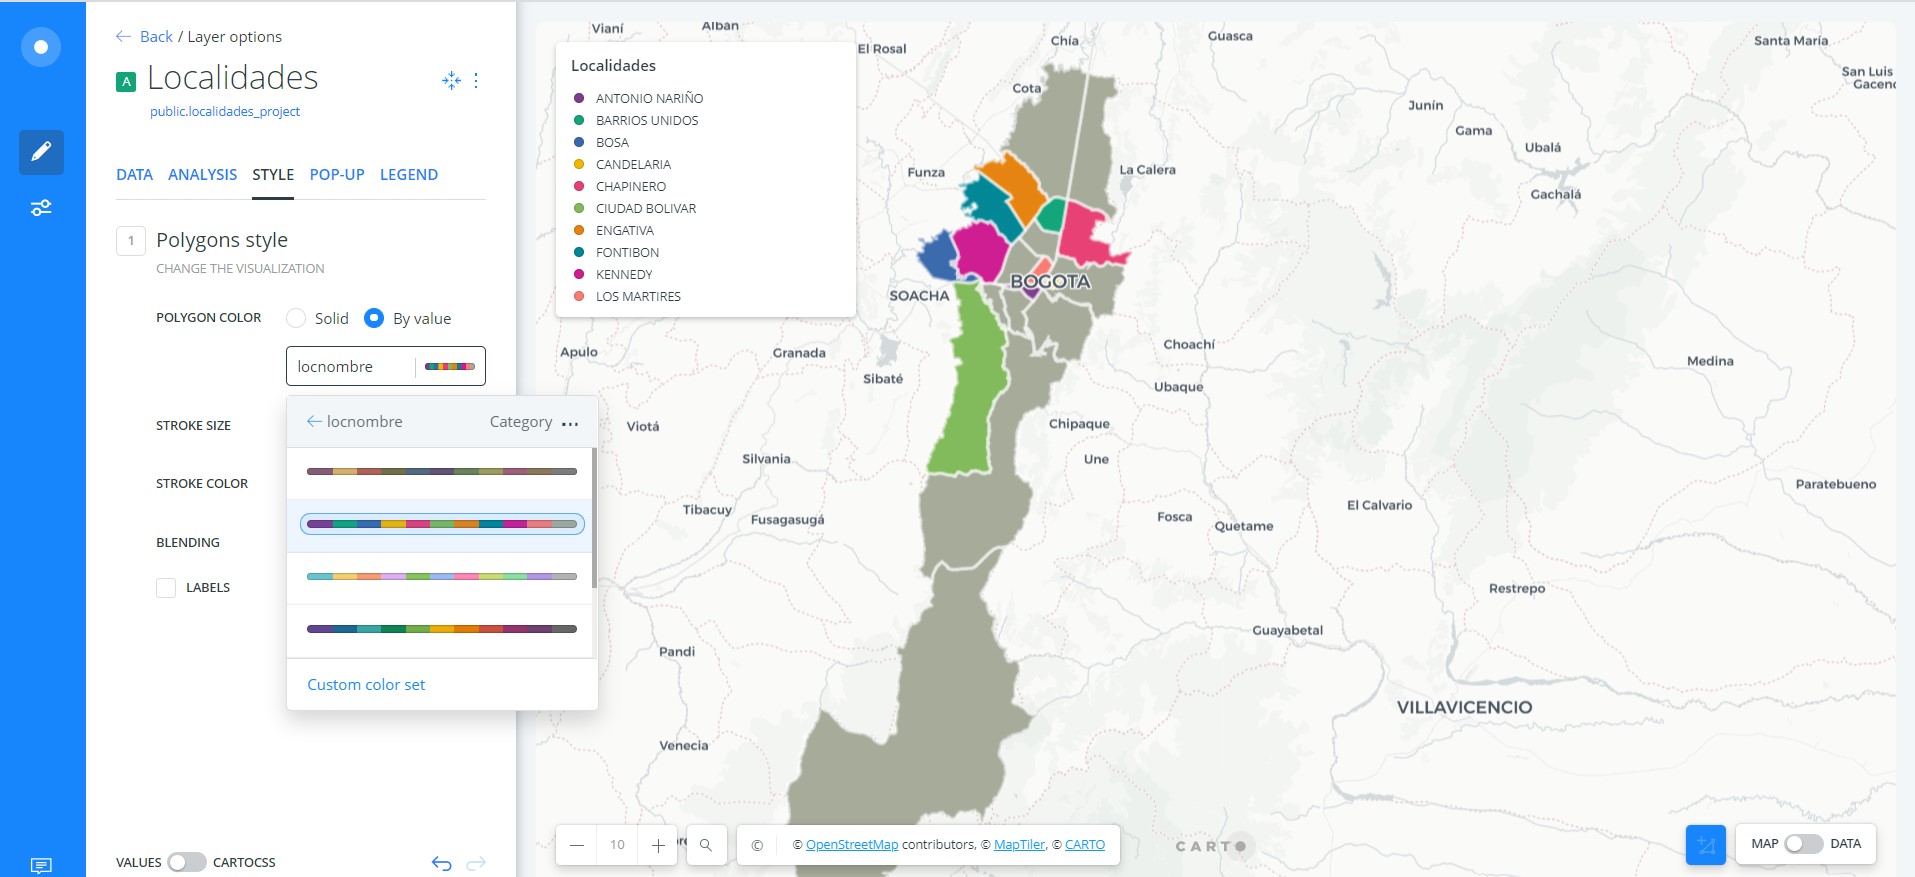 Back / Layer options
A Localidades
public.localidades_project
DATA ANALYSIS STYLE POP-UP LEGEND
1 Polygons style
CHANGE THE VISUALIZATION
POLYGON COLOR Solid By value
locnombre
locnombre Category ...
STROKE SIZE
STROKE COLOR
BLENDING
LABELS
Custom color set
VALUES CARTOCSS
Localidades
ANTONIO NARIÑO
BARRIOS UNIDOS
BOSA
CANDELARIA
CHAPINERO
CIUDAD BOLIVAR
ENGATIVA
FONTIBON
KENNEDY
LOS MARTIRES
Vianí
Alban
El Rosal
Chía
Guasca
Santa María
San Luis
Cota
Junín
Gama
Ubalá
Funza
La Calera
Gachalá
BOGOTA
SOACHA
Apulo
Granada
Choachí
Medina
Sibaté
Ubaque
Viotá
Chipaque
Silvania
Une
Paratebueno
Tibacuy
Fusagasugá
Fosca
Quetame
El Calvario
Restrepo
Guayabetal
Pandi
VILLAVICENCIO
Venecia
10
© © OpenStreetMap contributors, © MapTiler, © CARTO
CARTO
MAP DATA